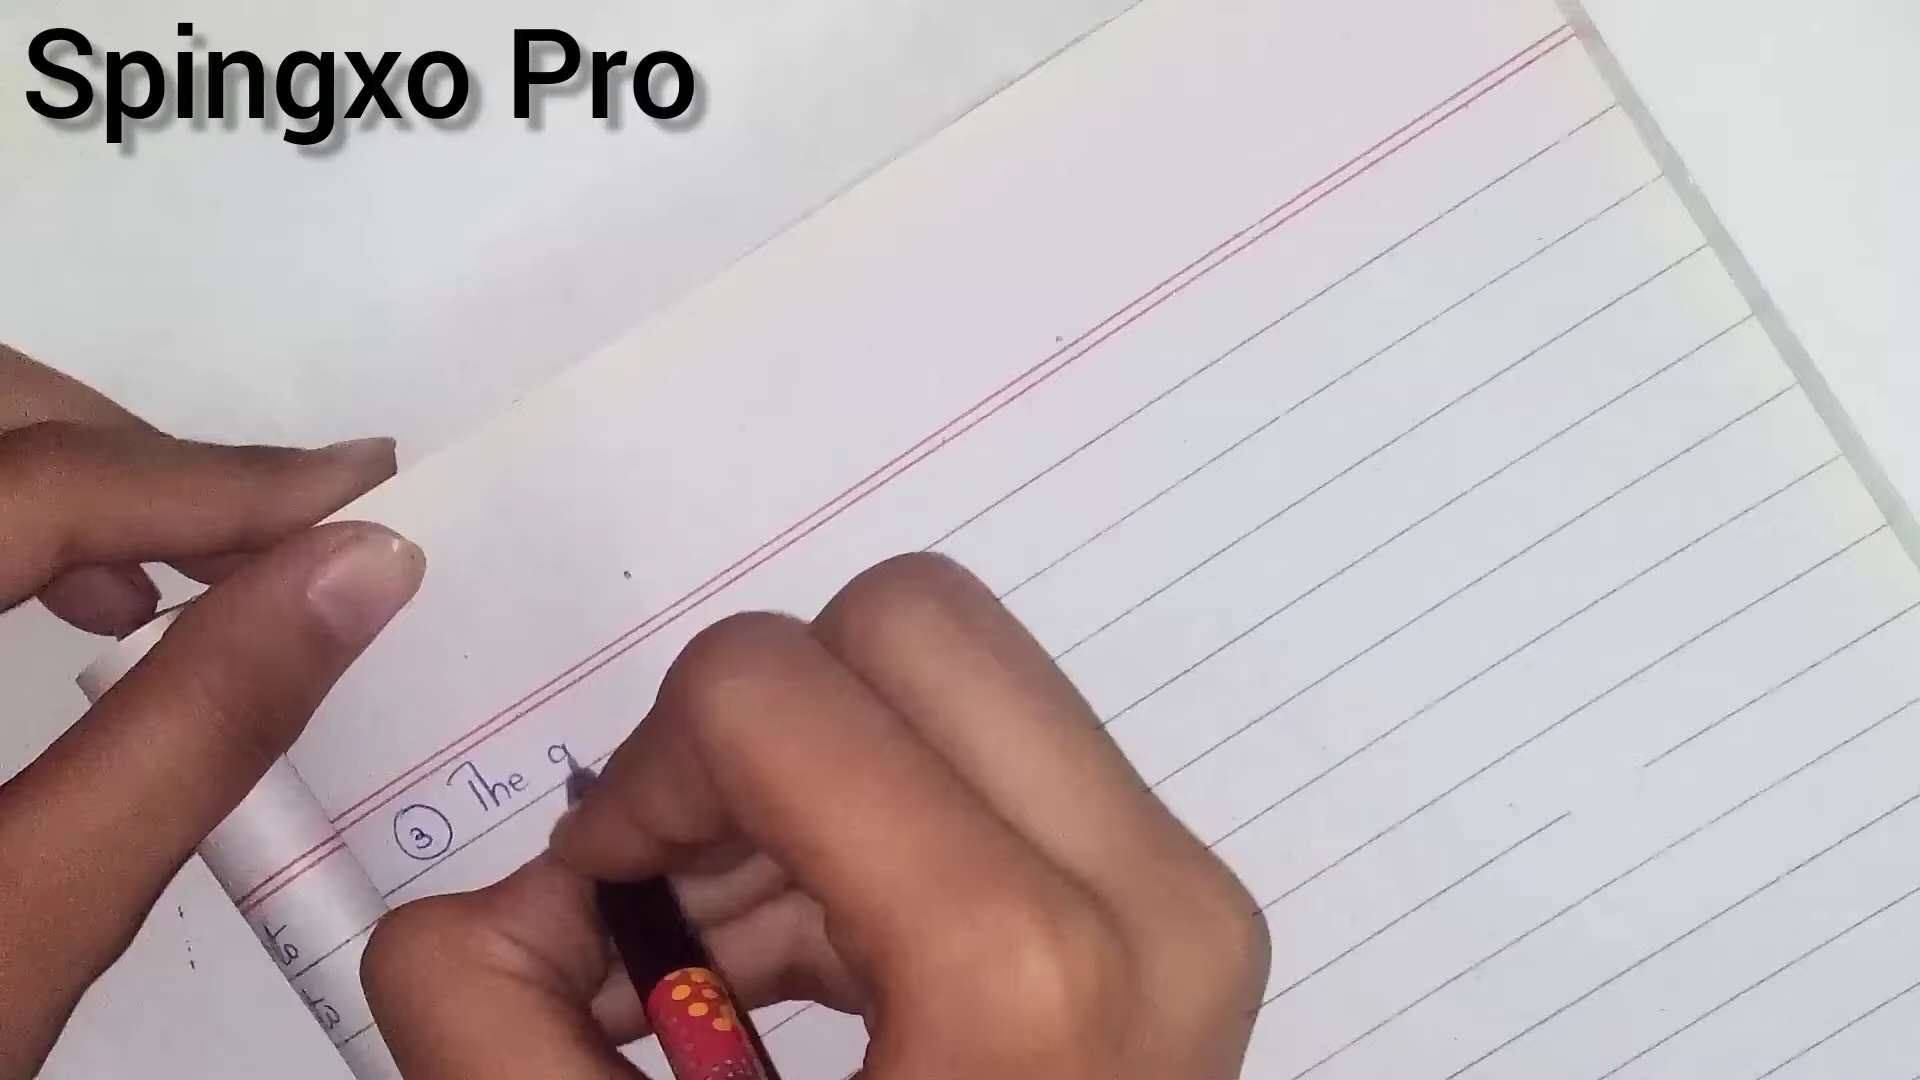 Spingxo Pro
③ The